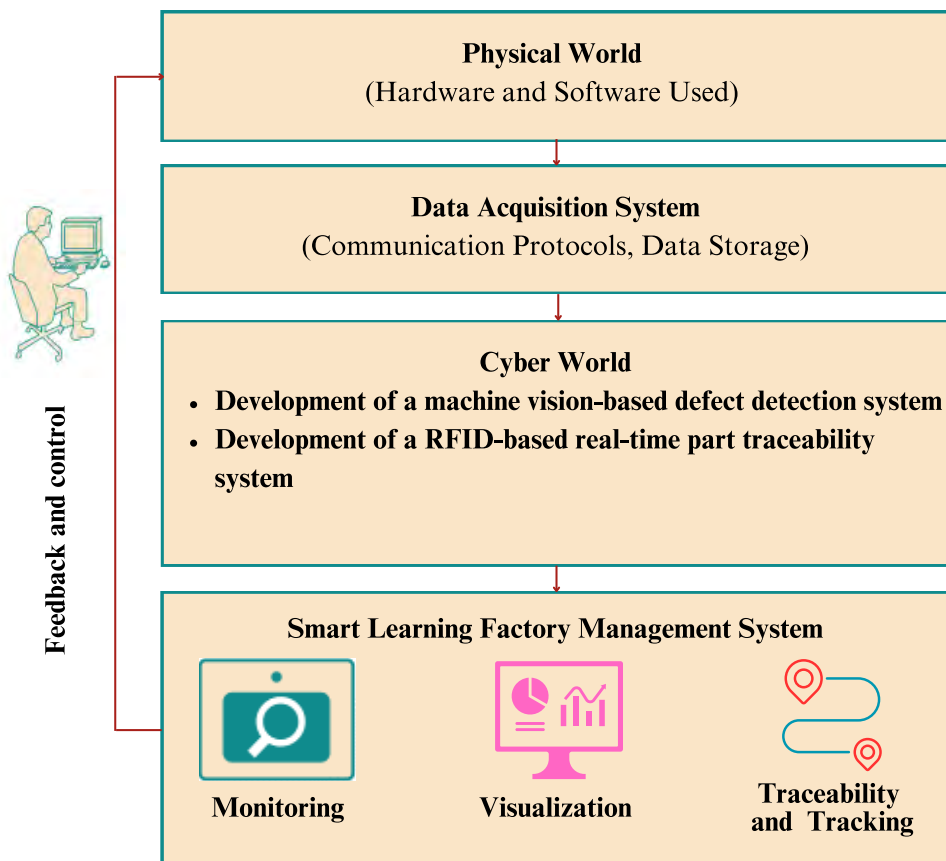 Physical World
(Hardware and Software Used)
Data Acquisition System
(Communication Protocols, Data Storage)
Cyber World
• Development of a machine vision-based defect detection system
• Development of a RFID-based real-time part traceability
system
Feedback and control
Smart Learning Factory Management System
Monitoring
Visualization
Traceability
and Tracking